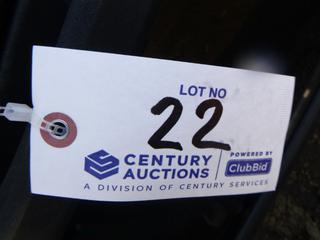 LOT NO
22
CENTURY
AUCTIONS
POWERED BY
ClubBid
A DIVISION OF CENTURY SERVICES